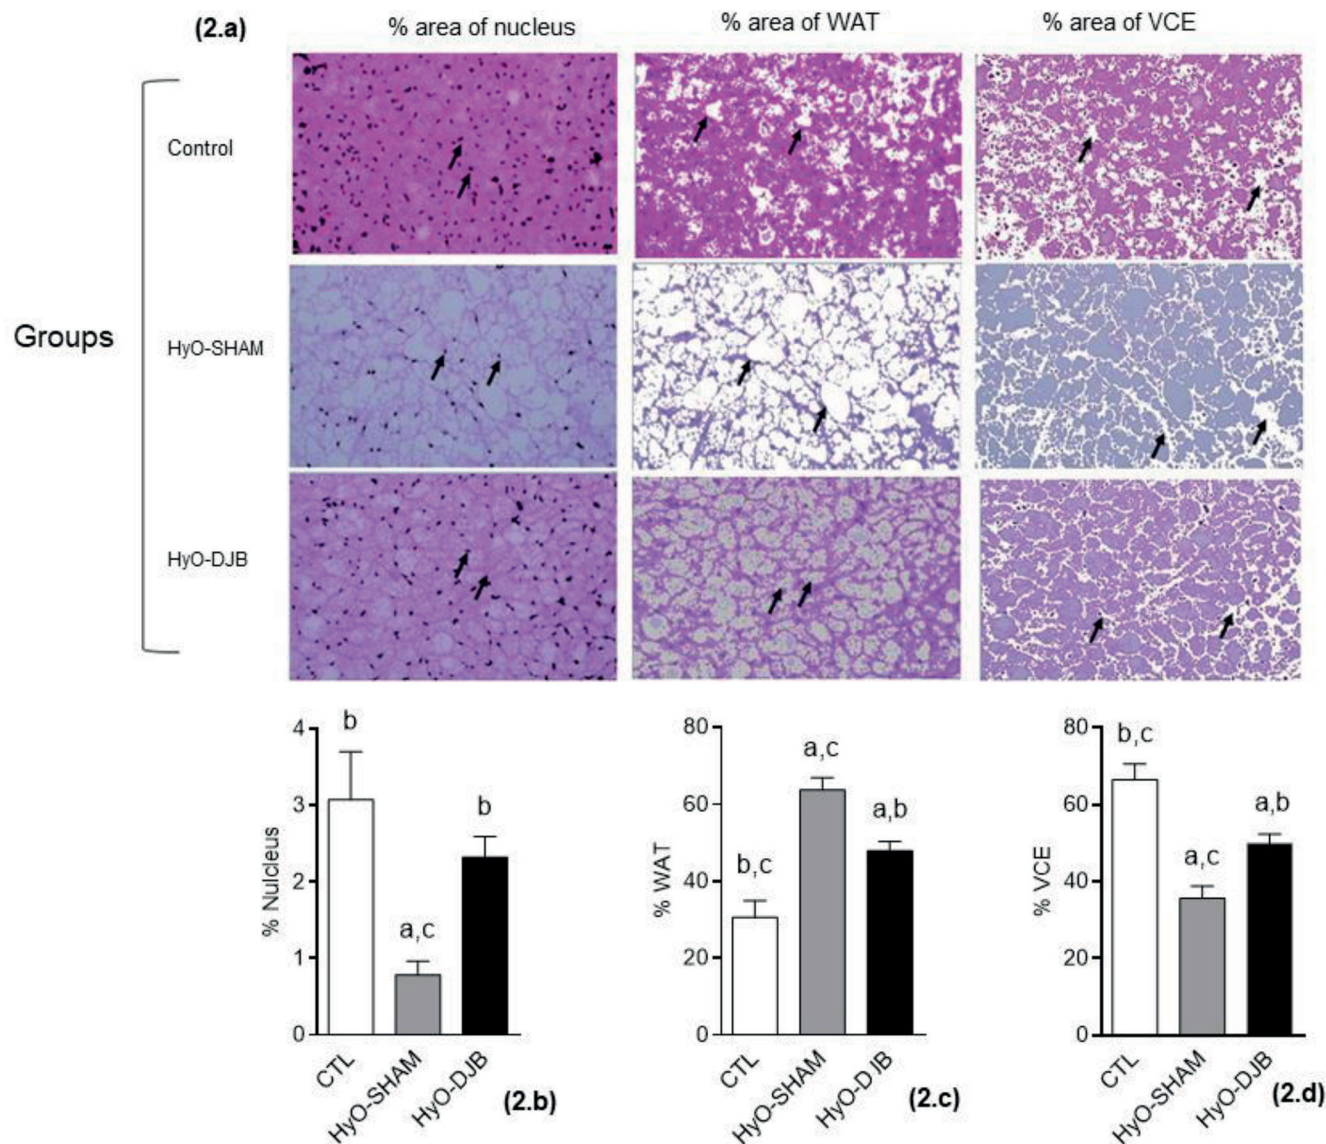 (2.a)
% area of nucleus
% area of WAT
% area of VCE
Groups
Control
HyO-SHAM
HyO-DJB
% Nulcleus
4
3
2
1
0
b
a,c
b
CTL
HyO-SHAM
HyO-DJB
(2.b)
% WAT
80
60
40
20
0
b,c
a,c
a,b
CTL
HyO-SHAM
HyO-DJB
(2.c)
% VCE
80
60
40
20
0
b,c
a,c
a,b
CTL
HyO-SHAM
HyO-DJB
(2.d)